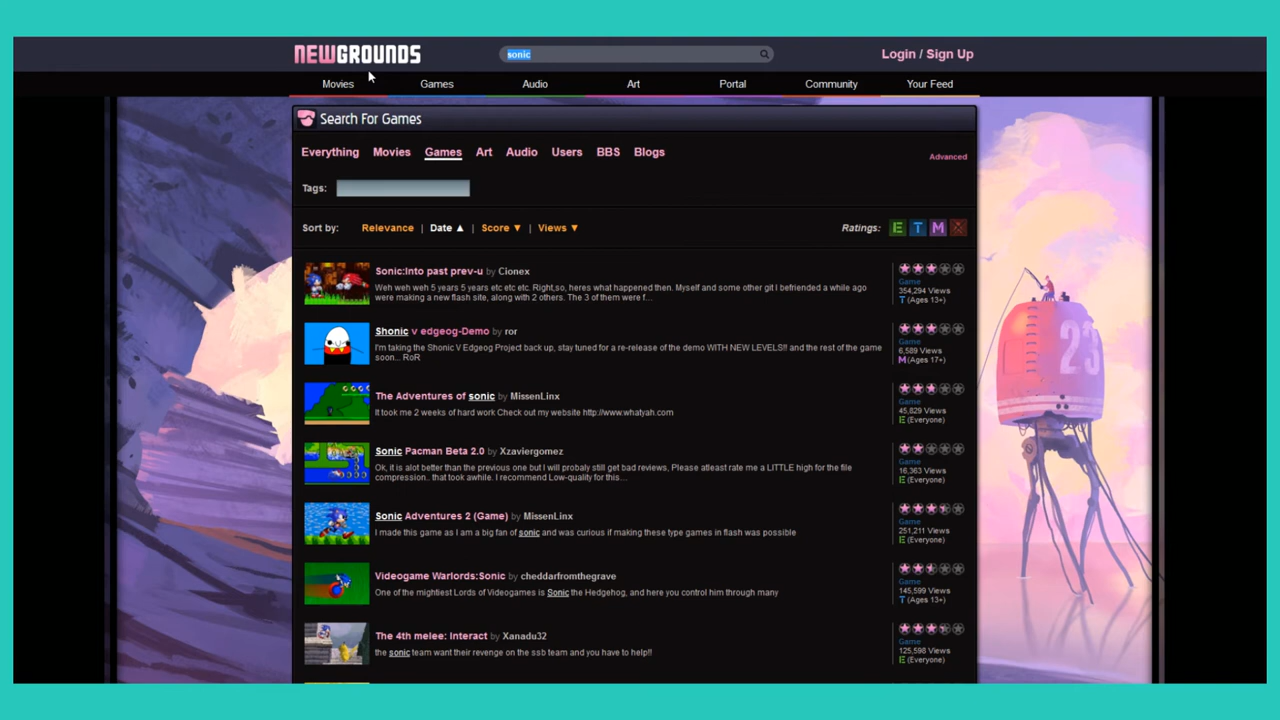 NEWGROUNDS
sonic
Login / Sign Up
Movies Games Audio Art Portal Community Your Feed
Search For Games
Everything Movies Games Art Audio Users BBS Blogs
Advanced
Tags:
Sort by: Relevance | Date ▲ | Score ▼ | Views ▼
Ratings: E T M X
Sonic:Into past prev-u by Cionex
Weh weh weh 5 years 5 years etc etc etc. Right,so, heres what happened then. Myself and some other git I befriended a while ago
were making a new flash site, along with 2 others. The 3 of them were f...
Game
354,294 Views
T (Ages 13+)
Shonic v edgeog-Demo by ror
I'm taking the Shonic V Edgeog Project back up, stay tuned for a re-release of the demo WITH NEW LEVELS!! and the rest of the game
soon... RoR
Game
6,589 Views
M (Ages 17+)
The Adventures of sonic by MissenLinx
It took me 2 weeks of hard work Check out my website http://www.whatyah.com
Game
45,829 Views
E (Everyone)
Sonic Pacman Beta 2.0 by Xzaviergomez
Ok, it is alot better than the previous one but I will probaly still get bad reviews, Please atleast rate me a LITTLE high for the file
compression.. that took awhile. I recommend Low-quality for this....
Game
16,363 Views
E (Everyone)
Sonic Adventures 2 (Game) by MissenLinx
I made this game as I am a big fan of sonic and was curious if making these type games in flash was possible
Game
251,211 Views
E (Everyone)
Videogame Warlords:Sonic by cheddarfromthegrave
One of the mightiest Lords of Videogames is Sonic the Hedgehog, and here you control him through many
Game
145,599 Views
T (Ages 13+)
The 4th melee: Interact by Xanadu32
the sonic team want their revenge on the ssb team and you have to help!!
Game
125,598 Views
E (Everyone)
23